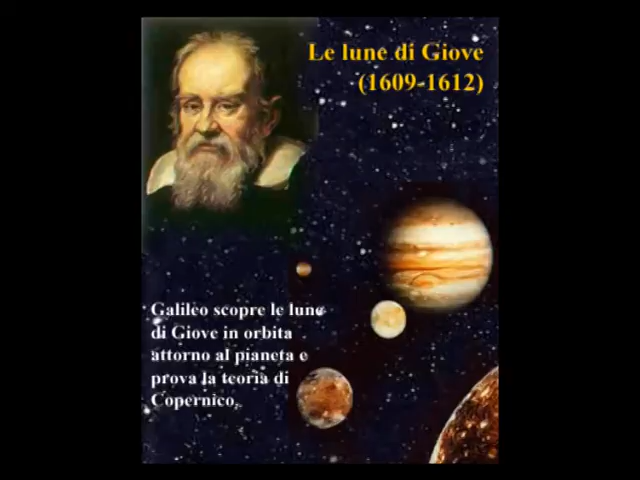 Le lune di Giove
(1609-1612)
Galileo scopre le lune
di Giove in orbita
attorno al pianeta e
prova la teoria di
Copernico.